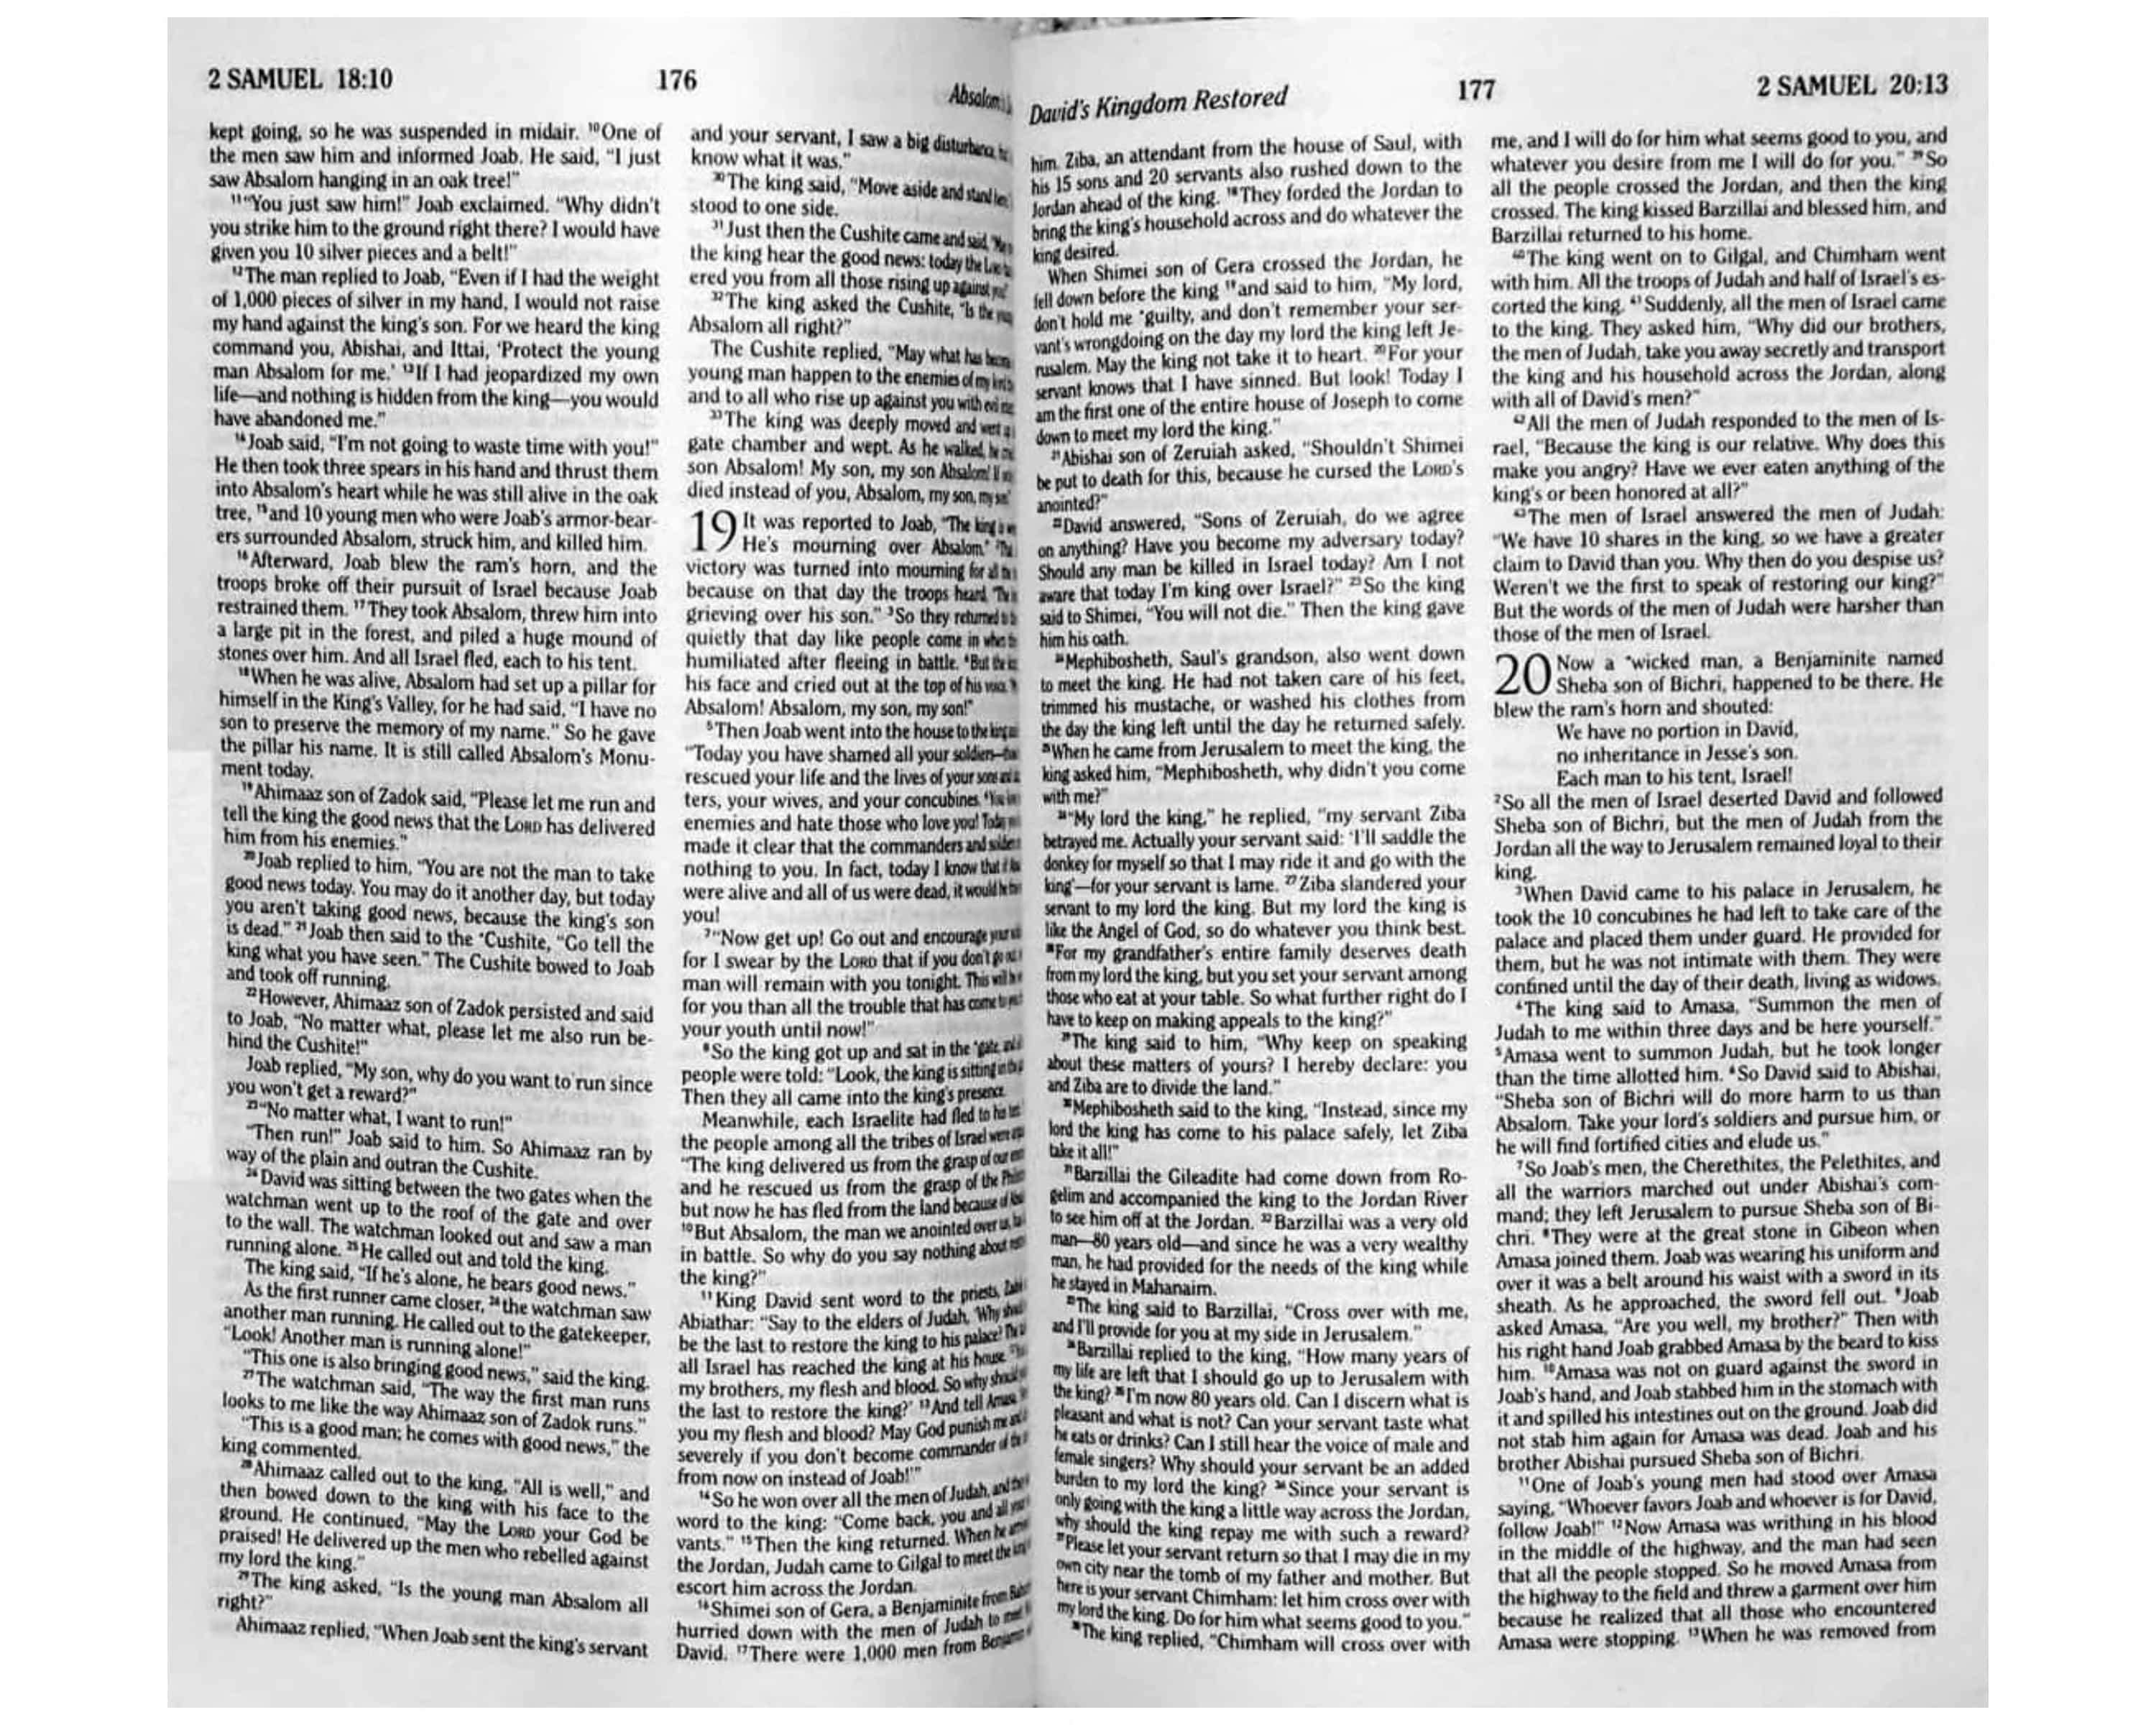 2 SAMUEL 18:10
176
kept going, so he was suspended in midair. ¹⁰One of
the men saw him and informed Joab. He said, “I just
saw Absalom hanging in an oak tree!”
¹¹“You just saw him!” Joab exclaimed. “Why didn’t
you strike him to the ground right there? I would have
given you 10 silver pieces and a belt!”
¹²The man replied to Joab, “Even if I had the weight
of 1,000 pieces of silver in my hand, I would not raise
my hand against the king’s son. For we heard the king
command you, Abishai, and Ittai, ‘Protect the young
man Absalom for me.’ ¹³If I had jeopardized my own
life—and nothing is hidden from the king—you would
have abandoned me.”
¹⁴Joab said, “I’m not going to waste time with you!”
He then took three spears in his hand and thrust them
into Absalom’s heart while he was still alive in the oak
tree, ¹⁵and 10 young men who were Joab’s armor-bear-
ers surrounded Absalom, struck him, and killed him.
¹⁶Afterward, Joab blew the ram’s horn, and the
troops broke off their pursuit of Israel because Joab
restrained them. ¹⁷They took Absalom, threw him into
a large pit in the forest, and piled a huge mound of
stones over him. And all Israel fled, each to his tent.
¹⁸When he was alive, Absalom had set up a pillar for
himself in the King’s Valley, for he had said, “I have no
son to preserve the memory of my name.” So he gave
the pillar his name. It is still called Absalom’s Monu-
ment today.
¹⁹Ahimaaz son of Zadok said, “Please let me run and
tell the king the good news that the LORD has delivered
him from his enemies.”
²⁰Joab replied to him, “You are not the man to take
good news today. You may do it another day, but today
you aren’t taking good news, because the king’s son
is dead.” ²¹Joab then said to the *Cushite, “Go tell the
king what you have seen.” The Cushite bowed to Joab
and took off running.
²²However, Ahimaaz son of Zadok persisted and said
to Joab, “No matter what, please let me also run be-
hind the Cushite!”
Joab replied, “My son, why do you want to run since
you won’t get a reward?”
²³“No matter what, I want to run!”
“Then run!” Joab said to him. So Ahimaaz ran by
way of the plain and outran the Cushite.
²⁴David was sitting between the two gates when the
watchman went up to the roof of the gate and over
to the wall. The watchman looked out and saw a man
running alone. ²⁵He called out and told the king.
The king said, “If he’s alone, he bears good news.”
As the first runner came closer, ²⁶the watchman saw
another man running. He called out to the gatekeeper,
“Look! Another man is running alone!”
“This one is also bringing good news,” said the king.
²⁷The watchman said, “The way the first man runs
looks to me like the way Ahimaaz son of Zadok runs.”
“This is a good man; he comes with good news,” the
king commented.
²⁸Ahimaaz called out to the king, “All is well,” and
then bowed down to the king with his face to the
ground. He continued, “May the LORD your God be
praised! He delivered up the men who rebelled against
my lord the king.”
²⁹The king asked, “Is the young man Absalom all
right?”
Ahimaaz replied, “When Joab sent the king’s servant
and your servant, I saw a big disturbance,
know what it was.”
³⁰The king said, “Move aside and stand
stood to one side.
³¹Just then the Cushite came and said,
the king hear the good news: today the
ered you from all those rising up against
³²The king asked the Cushite, “Is the
Absalom all right?”
The Cushite replied, “May what has
young man happen to the enemies of my
and to all who rise up against you with
³³The king was deeply moved and went
gate chamber and wept. As he walked,
son Absalom! My son, my son Absalom!
died instead of you, Absalom, my son,
19 It was reported to Joab, “The king
He’s mourning over Absalom.”
victory was turned into mourning for all
because on that day the troops heard,
grieving over his son.” ³So they returned
quietly that day like people come in
humiliated after fleeing in battle. ⁴But the
his face and cried out at the top of his
Absalom! Absalom, my son, my son!”
⁵Then Joab went into the house to the
“Today you have shamed all your soldiers—
rescued your life and the lives of your
ters, your wives, and your concubines.
enemies and hate those who love you! Today
made it clear that the commanders and
nothing to you. In fact, today I know that
were alive and all of us were dead, it would
you!
⁷“Now get up! Go out and encourage
for I swear by the LORD that if you don’t
man will remain with you tonight. This
for you than all the trouble that has come
your youth until now!”
⁸So the king got up and sat in the *gate,
people were told: “Look, the king is sitting
Then they all came into the king’s presence.
Meanwhile, each Israelite had fled to his
the people among all the tribes of Israel
“The king delivered us from the grasp of our
and he rescued us from the grasp of the
but now he has fled from the land because of
¹⁰But Absalom, the man we anointed over us,
in battle. So why do you say nothing about
the king?”
¹¹King David sent word to the priests,
Abiathar: “Say to the elders of Judah, ‘Why
be the last to restore the king to his palace?
all Israel has reached the king at his house.
my brothers, my flesh and blood. So why
the last to restore the king?’ ¹³And tell Amasa,
you my flesh and blood? May God punish me
severely if you don’t become commander of
from now on instead of Joab!’”
¹⁴So he won over all the men of Judah,
word to the king: “Come back, you and all
vants.” ¹⁵Then the king returned. When he
the Jordan, Judah came to Gilgal to meet the
escort him across the Jordan.
¹⁶Shimei son of Gera, a Benjaminite from
hurried down with the men of Judah to
David. ¹⁷There were 1,000 men from
David’s Kingdom Restored
177
2 SAMUEL 20:13
him. Ziba, an attendant from the house of Saul, with
his 15 sons and 20 servants also rushed down to the
Jordan ahead of the king. ¹⁸They forded the Jordan to
bring the king’s household across and do whatever the
king desired.
When Shimei son of Gera crossed the Jordan, he
fell down before the king ¹⁹and said to him, “My lord,
don’t hold me *guilty, and don’t remember your ser-
vant’s wrongdoing on the day my lord the king left Je-
rusalem. May the king not take it to heart. ²⁰For your
servant knows that I have sinned. But look! Today I
am the first one of the entire house of Joseph to come
down to meet my lord the king.”
²¹Abishai son of Zeruiah asked, “Shouldn’t Shimei
be put to death for this, because he cursed the LORD’s
anointed?”
²²David answered, “Sons of Zeruiah, do we agree
on anything? Have you become my adversary today?
Should any man be killed in Israel today? Am I not
aware that today I’m king over Israel?” ²³So the king
said to Shimei, “You will not die.” Then the king gave
him his oath.
²⁴Mephibosheth, Saul’s grandson, also went down
to meet the king. He had not taken care of his feet,
trimmed his mustache, or washed his clothes from
the day the king left until the day he returned safely.
²⁵When he came from Jerusalem to meet the king, the
king asked him, “Mephibosheth, why didn’t you come
with me?”
²⁶“My lord the king,” he replied, “my servant Ziba
betrayed me. Actually your servant said: ‘I’ll saddle the
donkey for myself so that I may ride it and go with the
king’—for your servant is lame. ²⁷Ziba slandered your
servant to my lord the king. But my lord the king is
like the Angel of God, so do whatever you think best.
²⁸For my grandfather’s entire family deserves death
from my lord the king, but you set your servant among
those who eat at your table. So what further right do I
have to keep on making appeals to the king?”
²⁹The king said to him, “Why keep on speaking
about these matters of yours? I hereby declare: you
and Ziba are to divide the land.”
³⁰Mephibosheth said to the king, “Instead, since my
lord the king has come to his palace safely, let Ziba
take it all!”
³¹Barzillai the Gileadite had come down from Ro-
gelim and accompanied the king to the Jordan River
to see him off at the Jordan. ³²Barzillai was a very old
man—80 years old—and since he was a very wealthy
man, he had provided for the needs of the king while
he stayed in Mahanaim.
³³The king said to Barzillai, “Cross over with me,
and I’ll provide for you at my side in Jerusalem.”
³⁴Barzillai replied to the king, “How many years of
my life are left that I should go up to Jerusalem with
the king? ³⁵I’m now 80 years old. Can I discern what is
pleasant and what is not? Can your servant taste what
he eats or drinks? Can I still hear the voice of male and
female singers? Why should your servant be an added
burden to my lord the king? ³⁶Since your servant is
only going with the king a little way across the Jordan,
why should the king repay me with such a reward?
³⁷Please let your servant return so that I may die in my
own city near the tomb of my father and mother. But
here is your servant Chimham: let him cross over with
my lord the king. Do for him what seems good to you.”
³⁸The king replied, “Chimham will cross over with
me, and I will do for him what seems good to you, and
whatever you desire from me I will do for you.” ³⁹So
all the people crossed the Jordan, and then the king
crossed. The king kissed Barzillai and blessed him, and
Barzillai returned to his home.
⁴⁰The king went on to Gilgal, and Chimham went
with him. All the troops of Judah and half of Israel’s es-
corted the king. ⁴¹Suddenly, all the men of Israel came
to the king. They asked him, “Why did our brothers,
the men of Judah, take you away secretly and transport
the king and his household across the Jordan, along
with all of David’s men?”
⁴²All the men of Judah responded to the men of Is-
rael, “Because the king is our relative. Why does this
make you angry? Have we ever eaten anything of the
king’s or been honored at all?”
⁴³The men of Israel answered the men of Judah:
“We have 10 shares in the king, so we have a greater
claim to David than you. Why then do you despise us?
Weren’t we the first to speak of restoring our king?”
But the words of the men of Judah were harsher than
those of the men of Israel.
20 Now a *wicked man, a Benjaminite named
Sheba son of Bichri, happened to be there. He
blew the ram’s horn and shouted:
We have no portion in David,
no inheritance in Jesse’s son.
Each man to his tent, Israel!
²So all the men of Israel deserted David and followed
Sheba son of Bichri, but the men of Judah from the
Jordan all the way to Jerusalem remained loyal to their
king.
³When David came to his palace in Jerusalem, he
took the 10 concubines he had left to take care of the
palace and placed them under guard. He provided for
them, but he was not intimate with them. They were
confined until the day of their death, living as widows.
⁴The king said to Amasa, “Summon the men of
Judah to me within three days and be here yourself.”
⁵Amasa went to summon Judah, but he took longer
than the time allotted him. ⁶So David said to Abishai,
“Sheba son of Bichri will do more harm to us than
Absalom. Take your lord’s soldiers and pursue him, or
he will find fortified cities and elude us.”
⁷So Joab’s men, the Cherethites, the Pelethites, and
all the warriors marched out under Abishai’s com-
mand; they left Jerusalem to pursue Sheba son of Bi-
chri. ⁸They were at the great stone in Gibeon when
Amasa joined them. Joab was wearing his uniform and
over it was a belt around his waist with a sword in its
sheath. As he approached, the sword fell out. ⁹Joab
asked Amasa, “Are you well, my brother?” Then with
his right hand Joab grabbed Amasa by the beard to kiss
him. ¹⁰Amasa was not on guard against the sword in
Joab’s hand, and Joab stabbed him in the stomach with
it and spilled his intestines out on the ground. Joab did
not stab him again for Amasa was dead. Joab and his
brother Abishai pursued Sheba son of Bichri.
¹¹One of Joab’s young men had stood over Amasa
saying, “Whoever favors Joab and whoever is for David,
follow Joab!” ¹²Now Amasa was writhing in his blood
in the middle of the highway, and the man had seen
that all the people stopped. So he moved Amasa from
the highway to the field and threw a garment over him
because he realized that all those who encountered
Amasa were stopping. ¹³When he was removed from